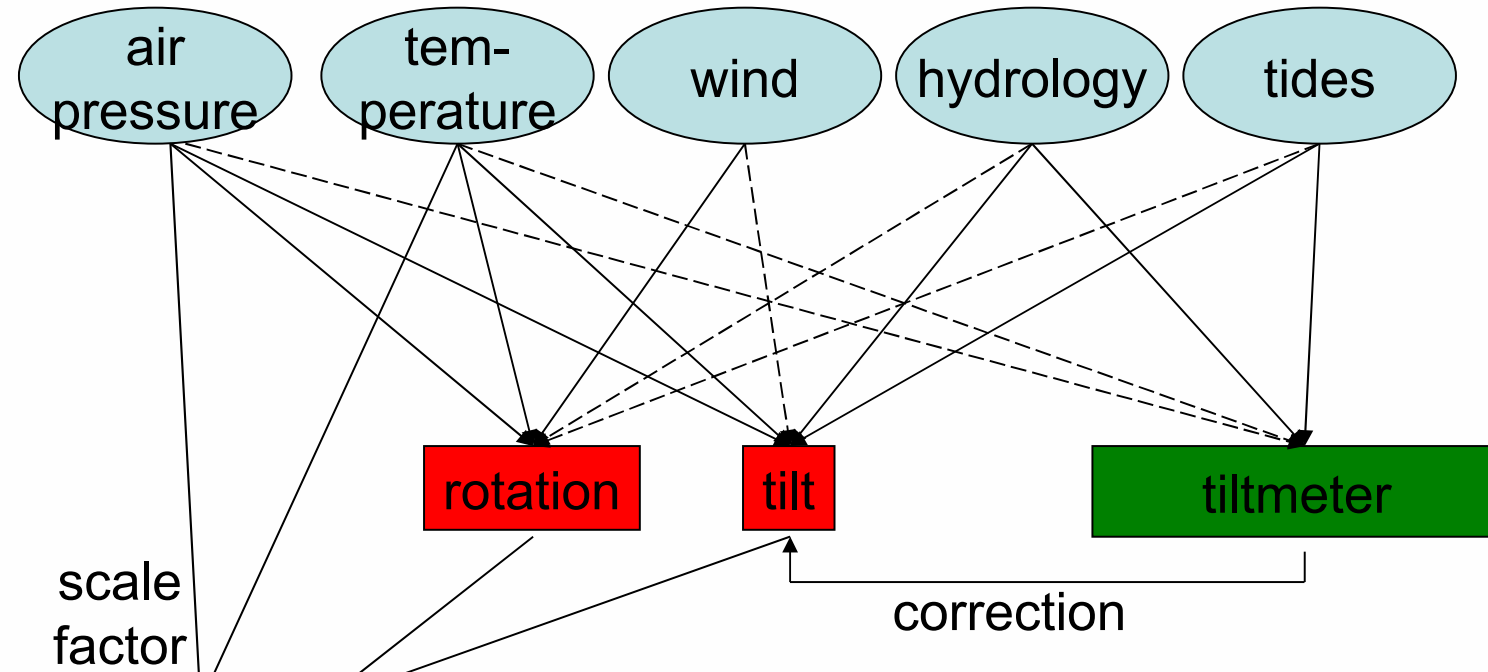 air
pressure
tem-
perature
wind
hydrology
tides
rotation
tilt
tiltmeter
scale
factor
correction